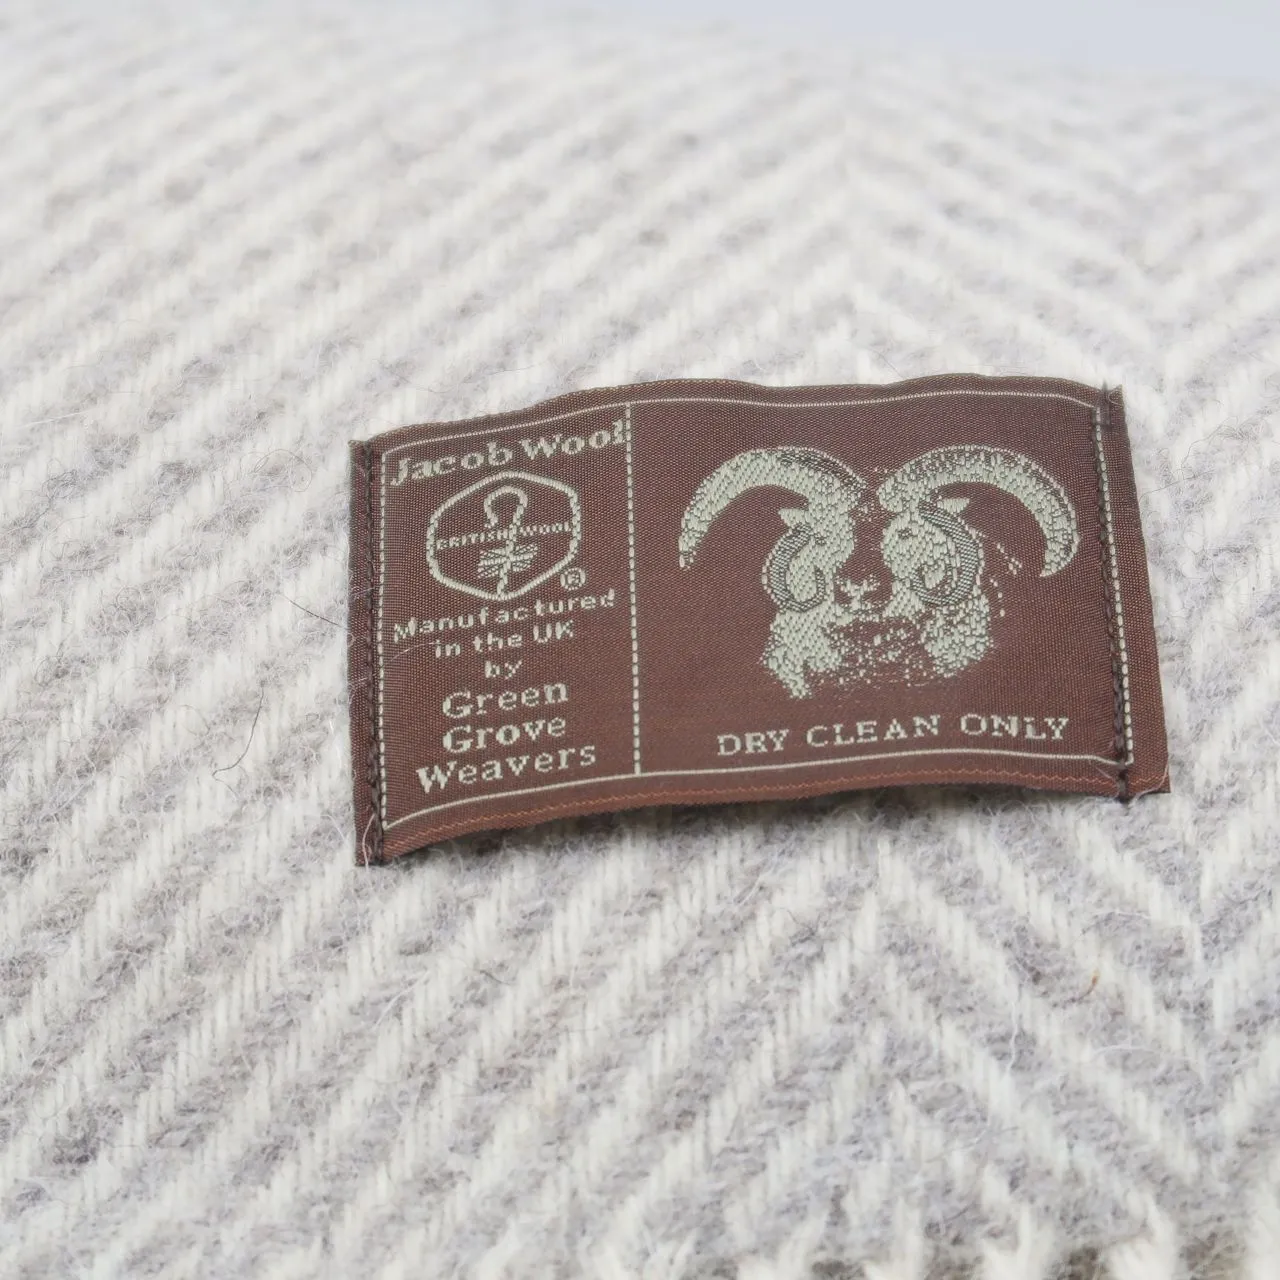 Jacob Wool
BRITISH WOOL
®
Manufactured
in the UK
by
Green
Grove
Weavers
DRY CLEAN ONLY